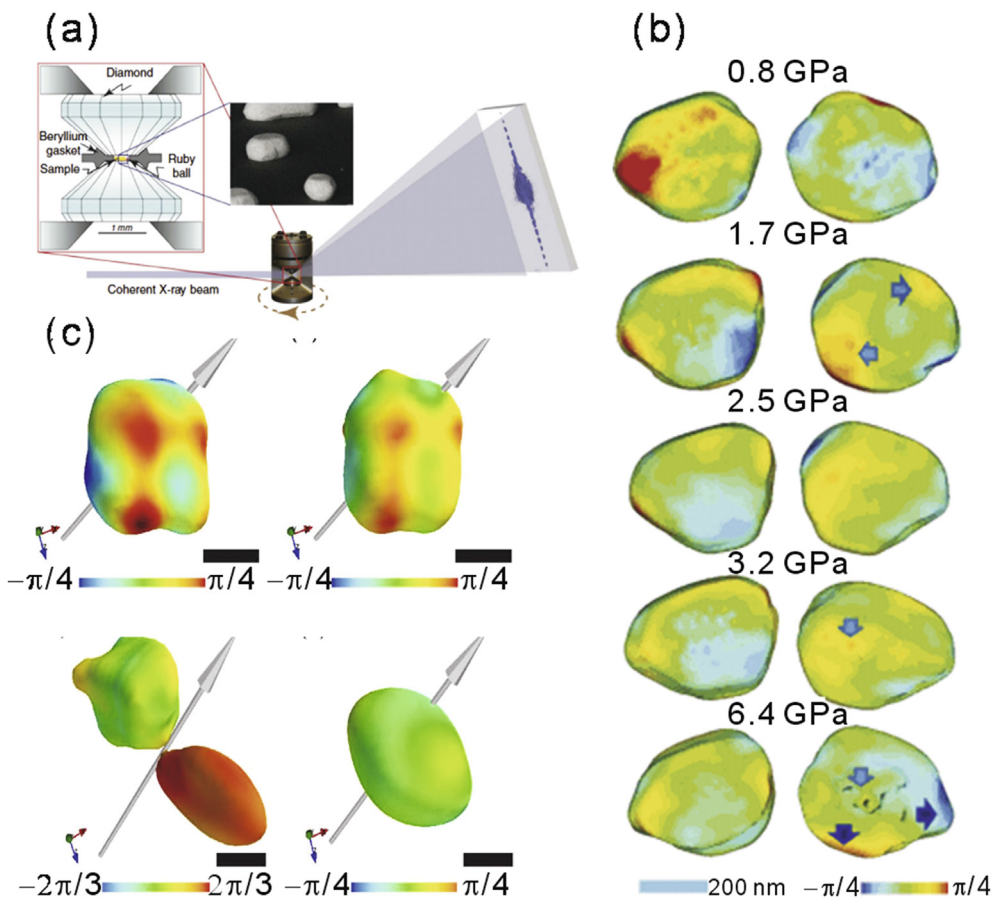 (a)
Diamond
Beryllium
gasket
Sample
Ruby
ball
1 mm
Coherent X-ray beam
(b)
0.8 GPa
1.7 GPa
2.5 GPa
3.2 GPa
6.4 GPa
200 nm
−π/4
π/4
(c)
−π/4
π/4
−π/4
π/4
−2π/3
2π/3
−π/4
π/4